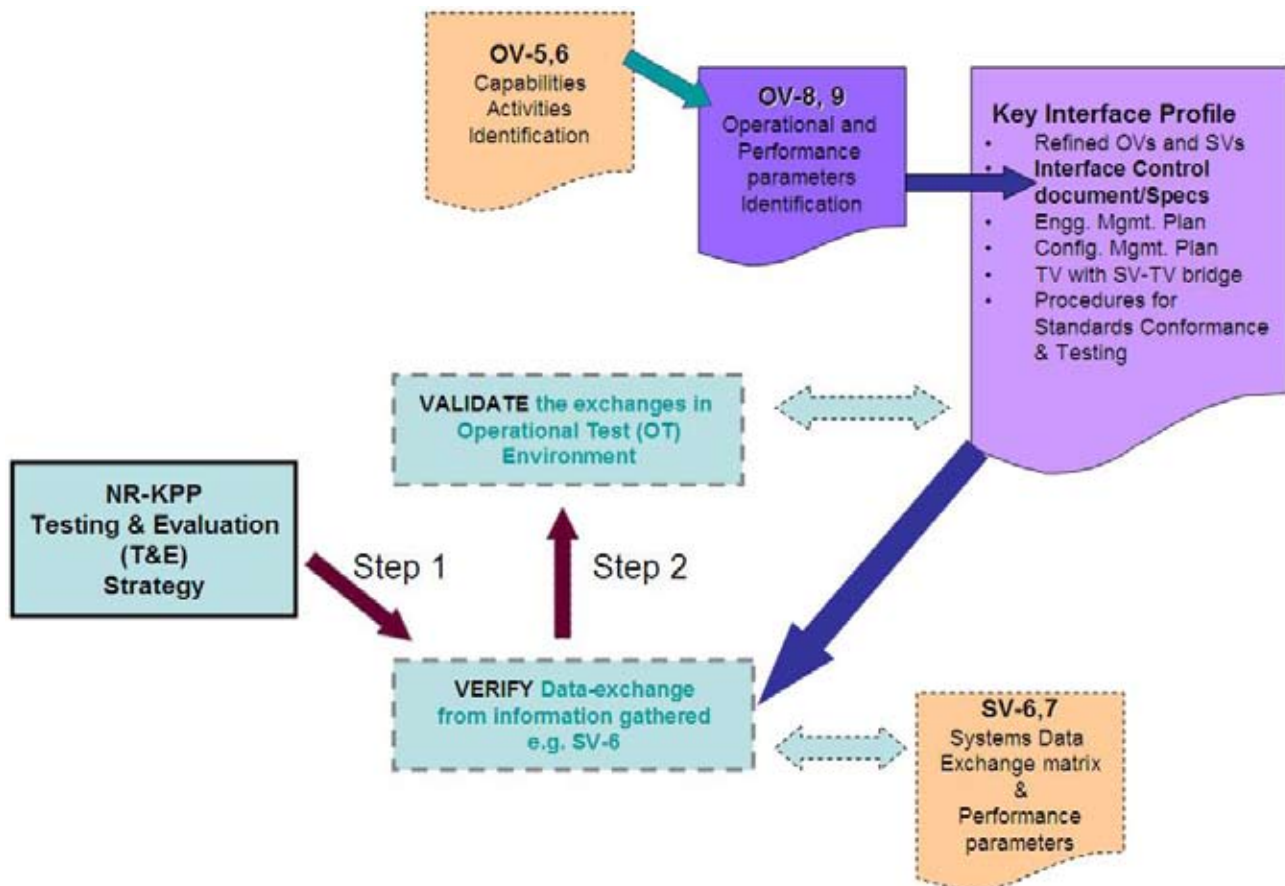 OV-5,6
Capabilities
Activities
Identification
OV-8, 9
Operational and
Performance
parameters
Identification
Key Interface Profile
• Refined OVs and SVs
• Interface Control
document/Specs
• Engg. Mgmt. Plan
• Config. Mgmt. Plan
• TV with SV-TV bridge
• Procedures for
Standards Conformance
& Testing
VALIDATE the exchanges in
Operational Test (OT)
Environment
NR-KPP
Testing & Evaluation
(T&E)
Strategy
Step 1
Step 2
VERIFY Data-exchange
from information gathered
e.g. SV-6
SV-6,7
Systems Data
Exchange matrix
&
Performance
parameters